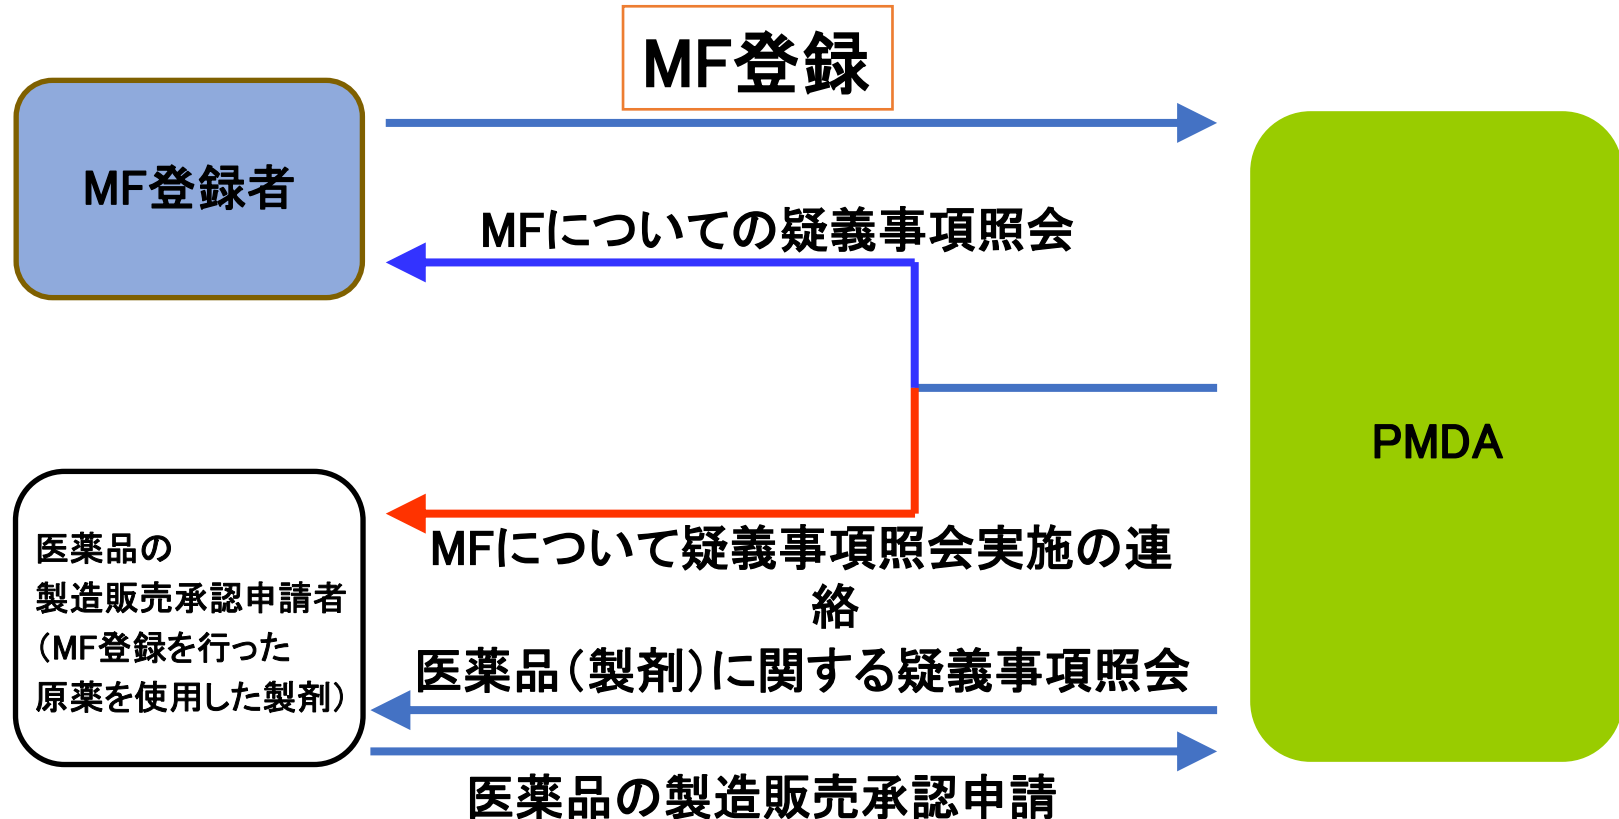 MF登録
MF登録者
MFについての疑義事項照会
PMDA
MFについて疑義事項照会実施の連
絡
医薬品の
製造販売承認申請者
（MF登録を行った
原薬を使用した製剤）
医薬品（製剤）に関する疑義事項照会
医薬品の製造販売承認申請